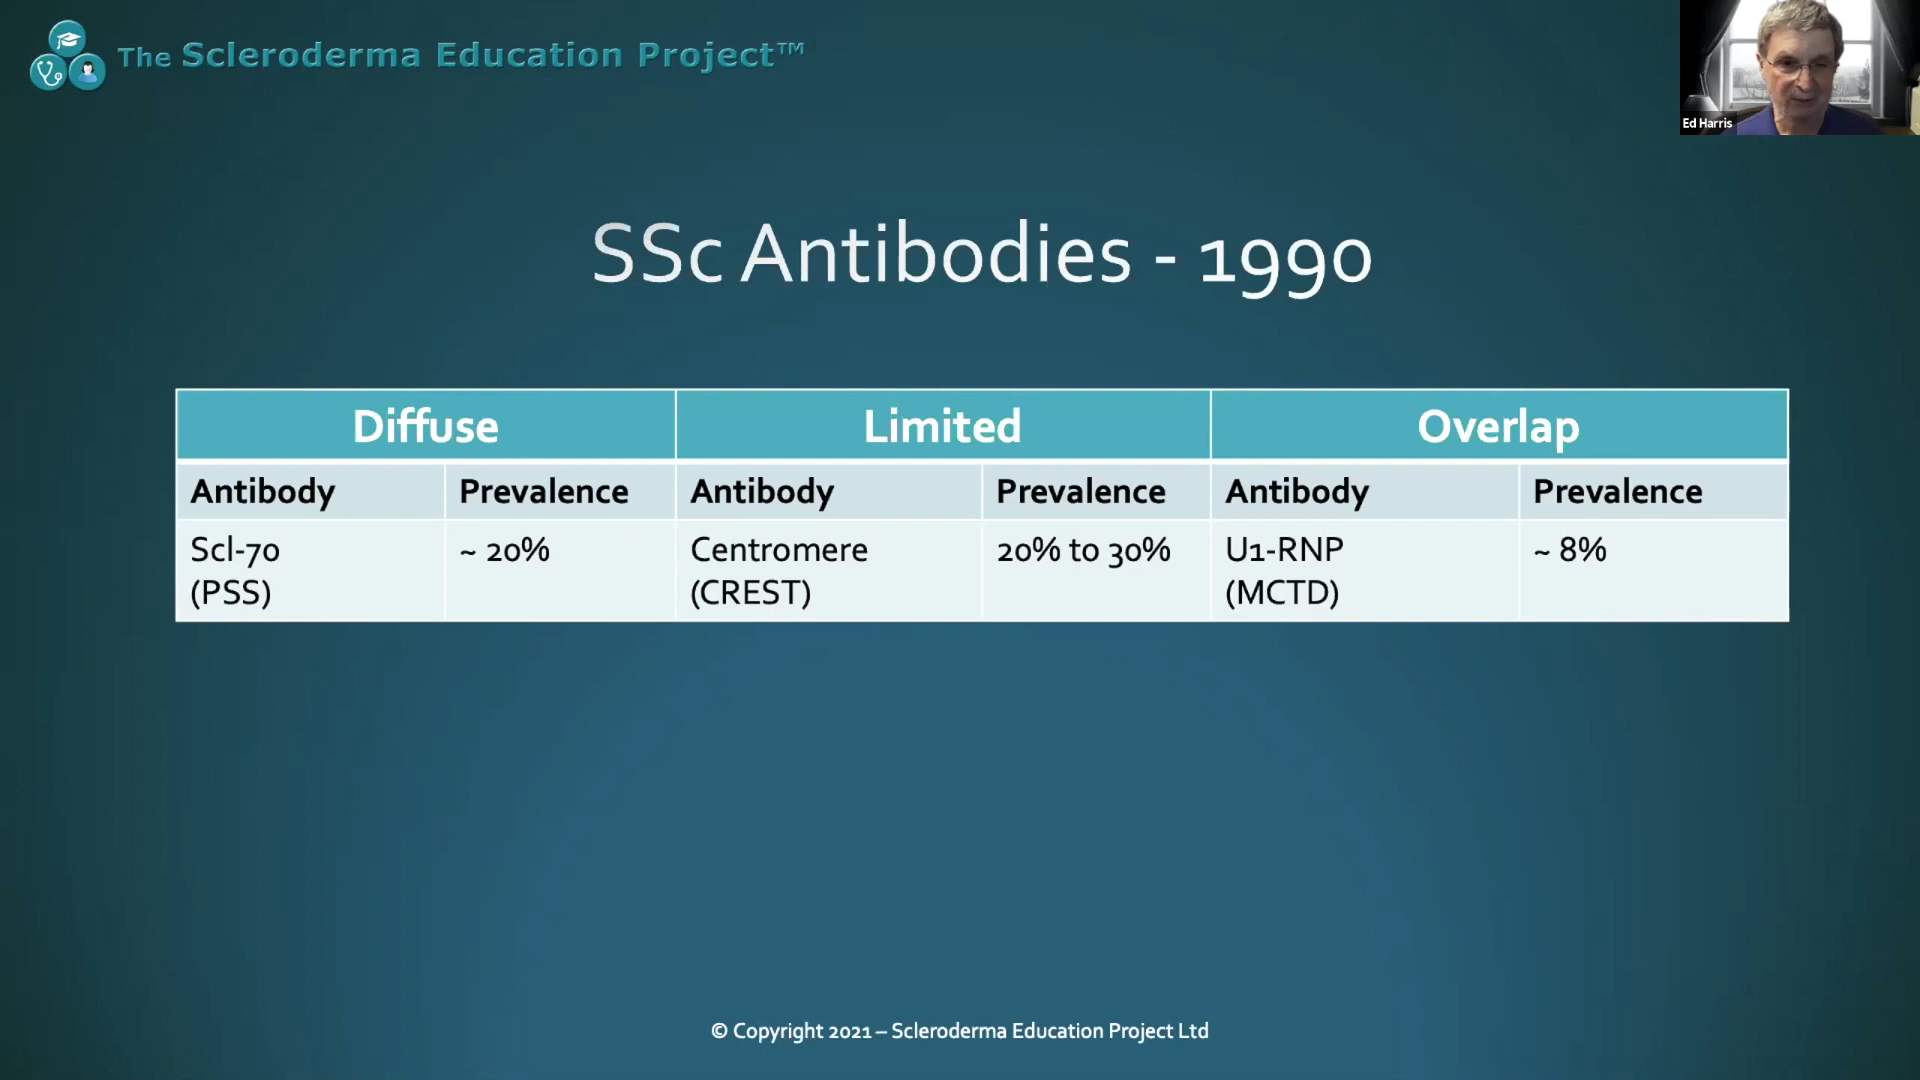 The Scleroderma Education Project™
Ed Harris
SSc Antibodies - 1990
Diffuse Limited Overlap
Antibody Prevalence Antibody Prevalence Antibody Prevalence
Scl-70 ~ 20% Centromere 20% to 30% U1-RNP ~ 8%
(PSS) (CREST) (MCTD)
© Copyright 2021 – Scleroderma Education Project Ltd